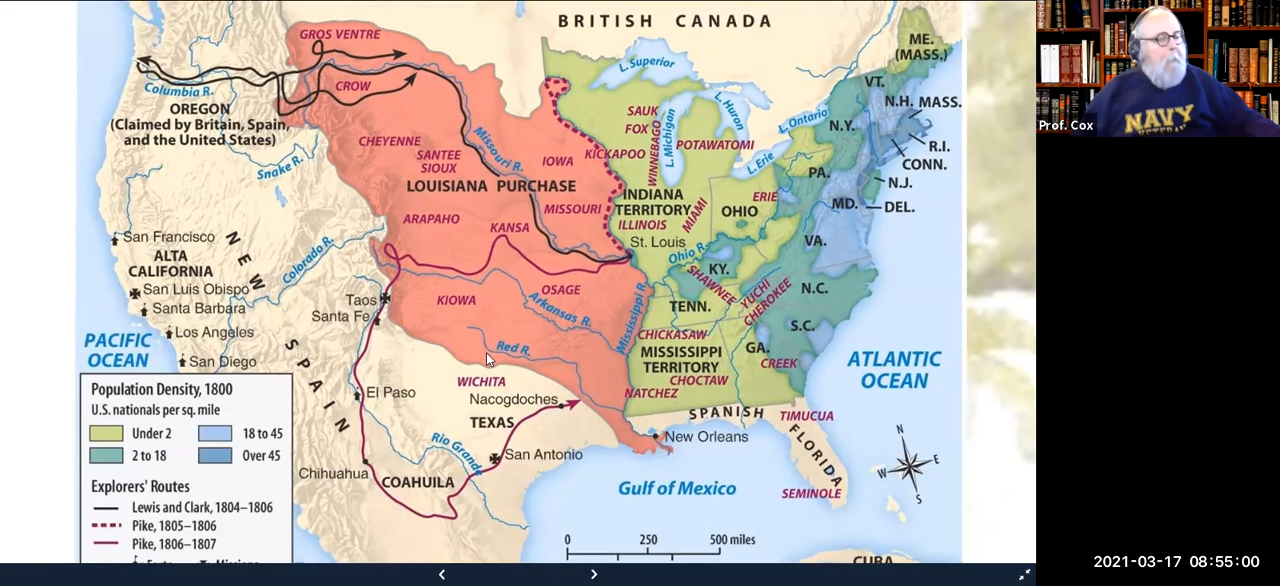 BRITISH CANADA
GROS VENTRE
CROW
Columbia R.
OREGON
(Claimed by Britain, Spain,
and the United States)
Snake R.
CHEYENNE
SANTEE
SIOUX
Missouri R.
IOWA
LOUISIANA PURCHASE
ARAPAHO
MISSOURI
KANSA
KIOWA
OSAGE
Arkansas R.
Red R.
Mississippi R.
St. Louis
L. Superior
L. Michigan
L. Huron
L. Ontario
L. Erie
SAUK
FOX
KICKAPOO
WINNEBAGO
POTAWATOMI
INDIANA
TERRITORY
ILLINOIS
MIAMI
OHIO
ERIE
Ohio R.
KY.
SHAWNEE
YUCHI
CHEROKEE
TENN.
CHICKASAW
MISSISSIPPI
TERRITORY
CHOCTAW
NATCHEZ
GA.
CREEK
S.C.
N.C.
VA.
MD.
DEL.
N.J.
PA.
N.Y.
CONN.
R.I.
MASS.
N.H.
VT.
ME.
(MASS.)
San Francisco
ALTA
CALIFORNIA
San Luis Obispo
Santa Barbara
Los Angeles
San Diego
NEW
SPAIN
Colorado R.
Taos
Santa Fe
El Paso
Chihuahua
COAHUILA
Rio Grande
WICHITA
Nacogdoches
TEXAS
San Antonio
New Orleans
SPANISH
FLORIDA
TIMUCUA
SEMINOLE
PACIFIC
OCEAN
ATLANTIC
OCEAN
Gulf of Mexico
CUBA
N
W
E
S
0 250 500 miles
Population Density, 1800
U.S. nationals per sq. mile
Under 2 18 to 45
2 to 18 Over 45
Explorers' Routes
Lewis and Clark, 1804–1806
Pike, 1805–1806
Pike, 1806–1807
Prof. Cox
NAVY
2021-03-17 08:55:00